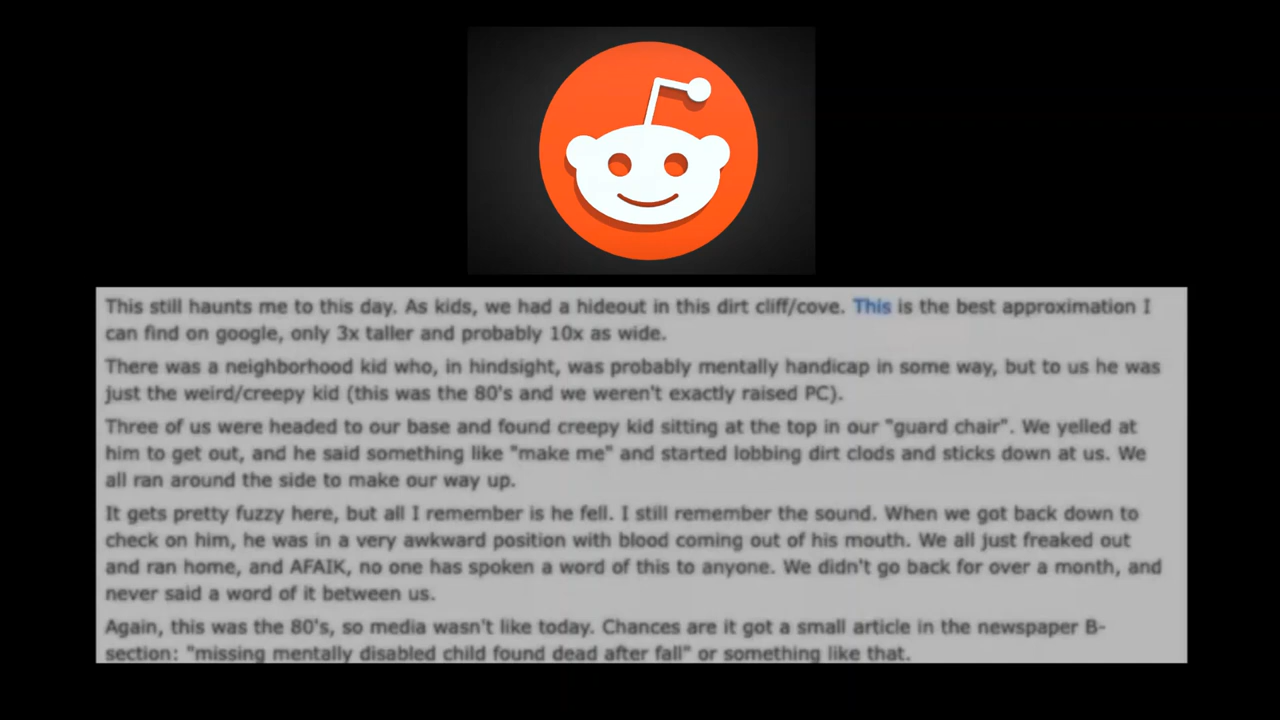 This still haunts me to this day. As kids, we had a hideout in this dirt cliff/cove. This is the best approximation I
can find on google, only 3x taller and probably 10x as wide.
There was a neighborhood kid who, in hindsight, was probably mentally handicap in some way, but to us he was
just the weird/creepy kid (this was the 80's and we weren't exactly raised PC).
Three of us were headed to our base and found creepy kid sitting at the top in our "guard chair". We yelled at
him to get out, and he said something like "make me" and started lobbing dirt clods and sticks down at us. We
all ran around the side to make our way up.
It gets pretty fuzzy here, but all I remember is he fell. I still remember the sound. When we got back down to
check on him, he was in a very awkward position with blood coming out of his mouth. We all just freaked out
and ran home, and AFAIK, no one has spoken a word of this to anyone. We didn't go back for over a month, and
never said a word of it between us.
Again, this was the 80's, so media wasn't like today. Chances are it got a small article in the newspaper B-
section: "missing mentally disabled child found dead after fall" or something like that.